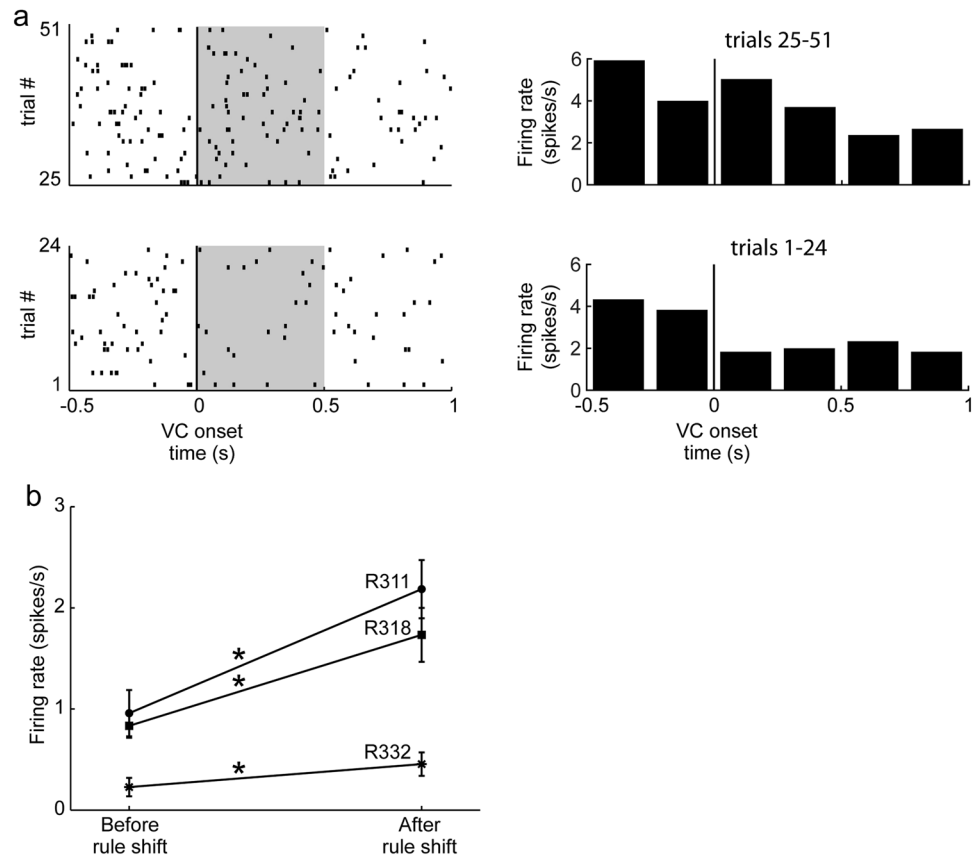 a
51
trial #
25
trials 25-51
6
4
2
0
Firing rate
(spikes/s)
24
trial #
1
-0.5
0
0.5
1
VC onset
time (s)
trials 1-24
6
4
2
0
Firing rate
(spikes/s)
-0.5
0
0.5
1
VC onset
time (s)
b
3
2
1
0
Firing rate (spikes/s)
R311
R318
R332
*
*
*
Before
rule shift
After
rule shift